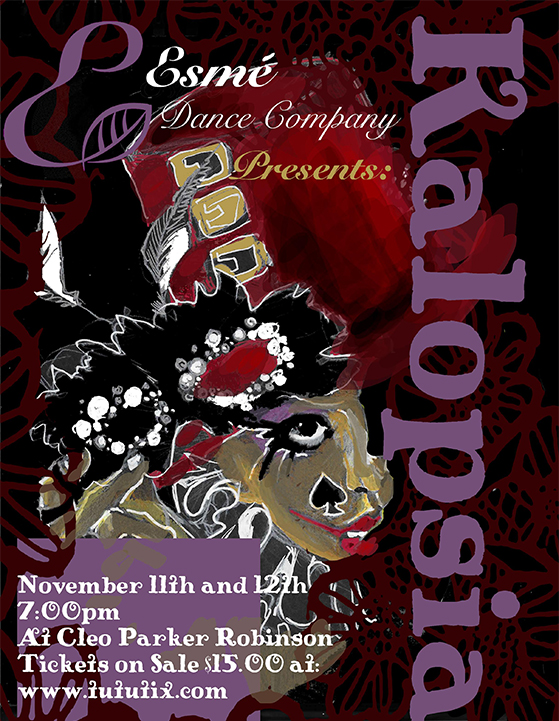 Esmé
Dance Company
Presents:
Kalopsia
November 11th and 12th
7:00pm
At Cleo Parker Robinson
Tickets on Sale $15.00 at:
www.tututix.com